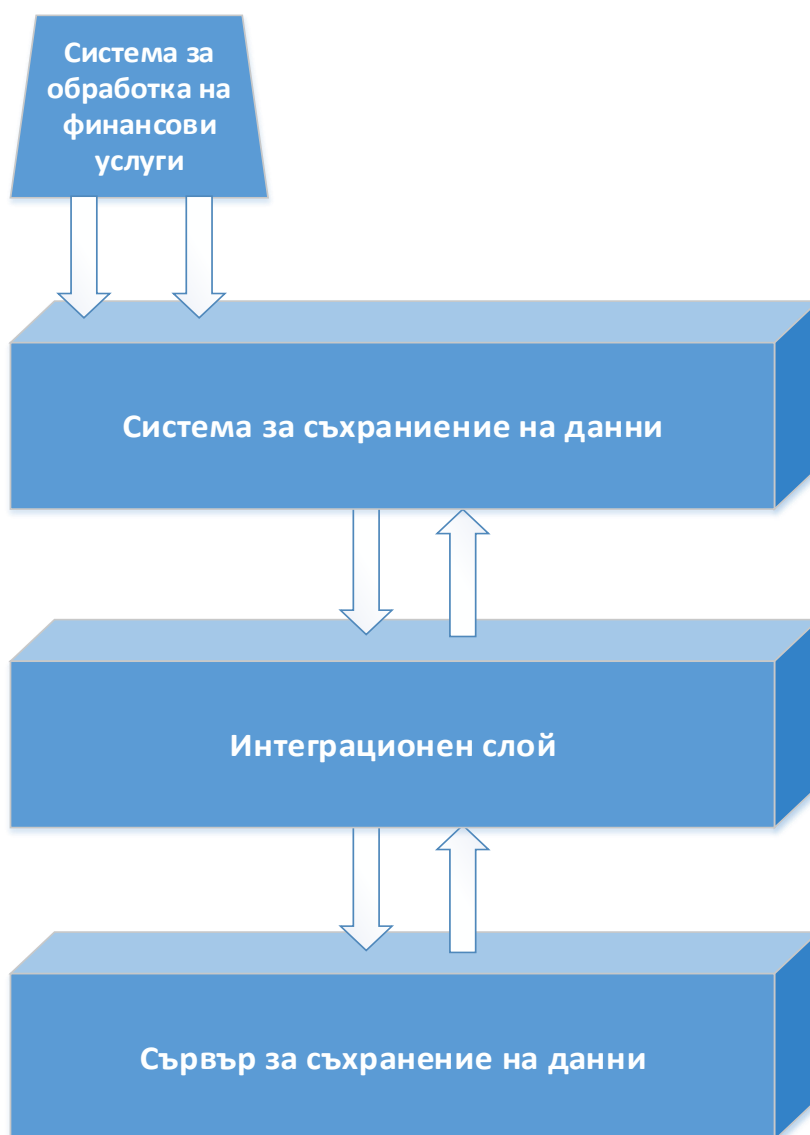 Система за
обработка на
финансови
услуги
Система за съхраниение на данни
Интеграционен слой
Сървър за съхранение на данни